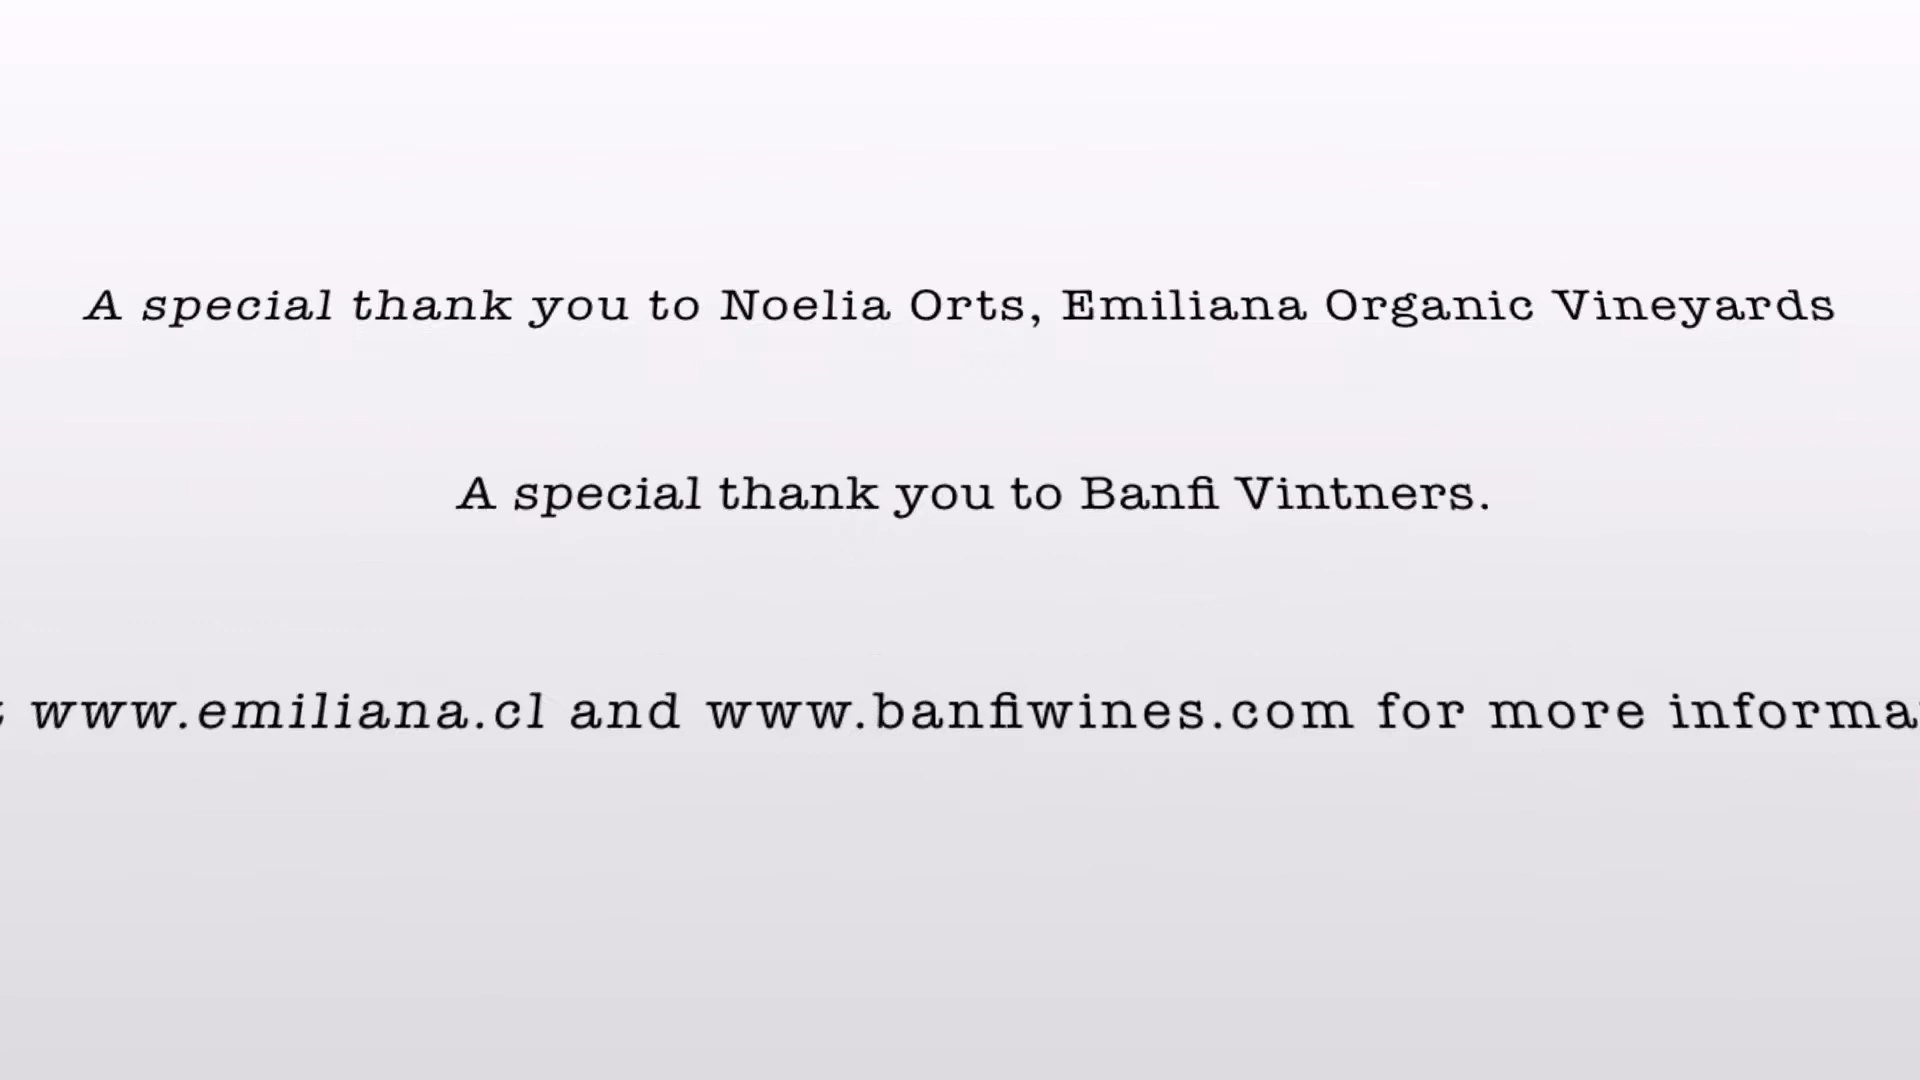 A special thank you to Noelia Orts, Emiliana Organic Vineyards
A special thank you to Banfi Vintners.
www.emiliana.cl and www.banfiwines.com for more